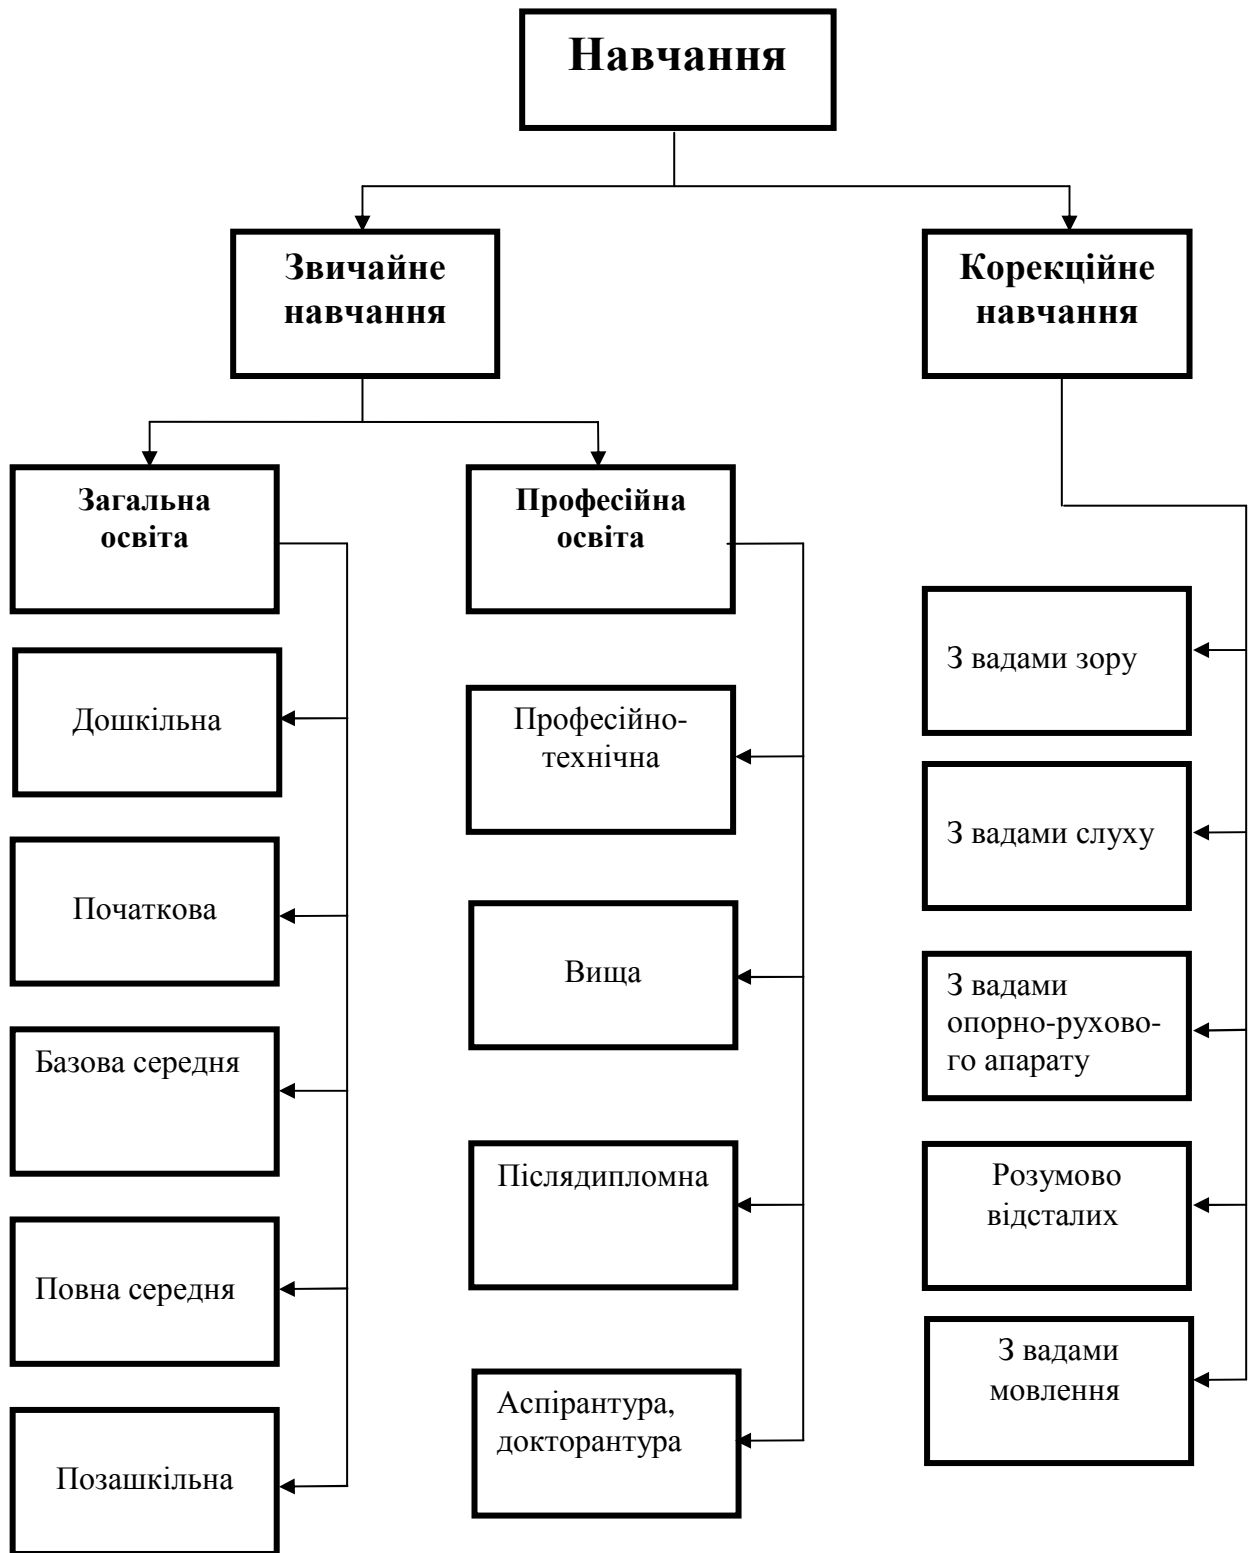 Навчання
Звичайне
навчання
Корекційне
навчання
Загальна
освіта
Професійна
освіта
Дошкільна
Початкова
Базова середня
Повна середня
Позашкільна
Професійно-
технічна
Вища
Післядипломна
Аспірантура,
докторантура
З вадами зору
З вадами слуху
З вадами
опорно-рухово-
го апарату
Розумово
відсталих
З вадами
мовлення